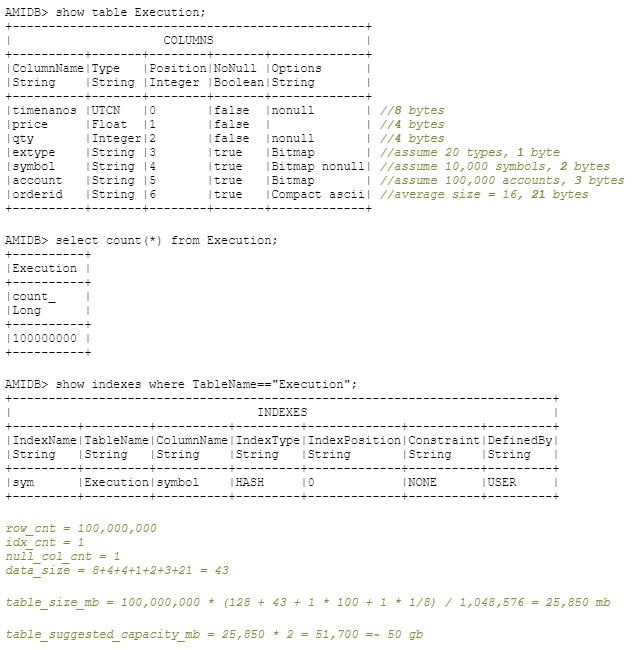 AMIDB> show table Execution;
+----------+-------+--------+-------+--------------+
|                      COLUMNS                     |
+----------+-------+--------+-------+--------------+
|ColumnName|Type   |Position|NoNull |Options       |
|String    |String |Integer |Boolean|String        |
+----------+-------+--------+-------+--------------+
|timenanos |UTCN   |0       |false  |nonull        | //8 bytes
|price     |Float  |1       |false  |              | //4 bytes
|qty       |Integer|2       |false  |nonull        | //4 bytes
|extype    |String |3       |true   |Bitmap        | //assume 20 types, 1 byte
|symbol    |String |4       |true   |Bitmap nonull| //assume 10,000 symbols, 2 bytes
|account   |String |5       |true   |Bitmap        | //assume 100,000 accounts, 3 bytes
|orderid   |String |6       |true   |Compact ascii| //average size = 16, 21 bytes
+----------+-------+--------+-------+--------------+
AMIDB> select count(*) from Execution;
+----------+
|Execution |
+----------+
|count_    |
|Long      |
+----------+
|100000000 |
+----------+
AMIDB> show indexes where TableName=="Execution";
+---------+---------+----------+---------+-------------+----------+---------+
|                                  INDEXES                                  |
+---------+---------+----------+---------+-------------+----------+---------+
|IndexName|TableName|ColumnName|IndexType|IndexPosition|Constraint|DefinedBy|
|String   |String   |String    |String   |String       |String    |String   |
+---------+---------+----------+---------+-------------+----------+---------+
|sym      |Execution|symbol    |HASH     |0            |NONE      |USER     |
+---------+---------+----------+---------+-------------+----------+---------+
row_cnt = 100,000,000
idx_cnt = 1
null_col_cnt = 1
data_size = 8+4+4+1+2+3+21 = 43
table_size_mb = 100,000,000 * (128 + 43 + 1 * 100 + 1 * 1/8) / 1,048,576 = 25,850 mb
table_suggested_capacity_mb = 25,850 * 2 = 51,700 =~ 50 gb